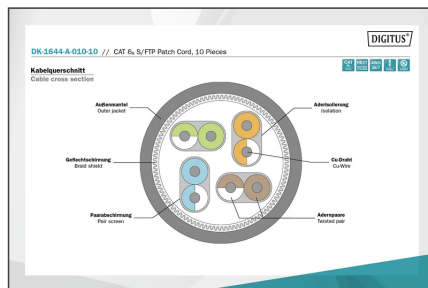 DIGITUS®
DK-1644-A-010-10 // CAT 6A S/FTP Patch Cord, 10 Pieces
Kabelquerschnitt
Cable cross section
Außenmantel
Outer jacket
Aderisolierung
Isolation
Geflechtschirmung
Braid shield
Cu-Draht
Cu-Wire
Paarabschirmung
Pair screen
Adernpaare
Twisted pair